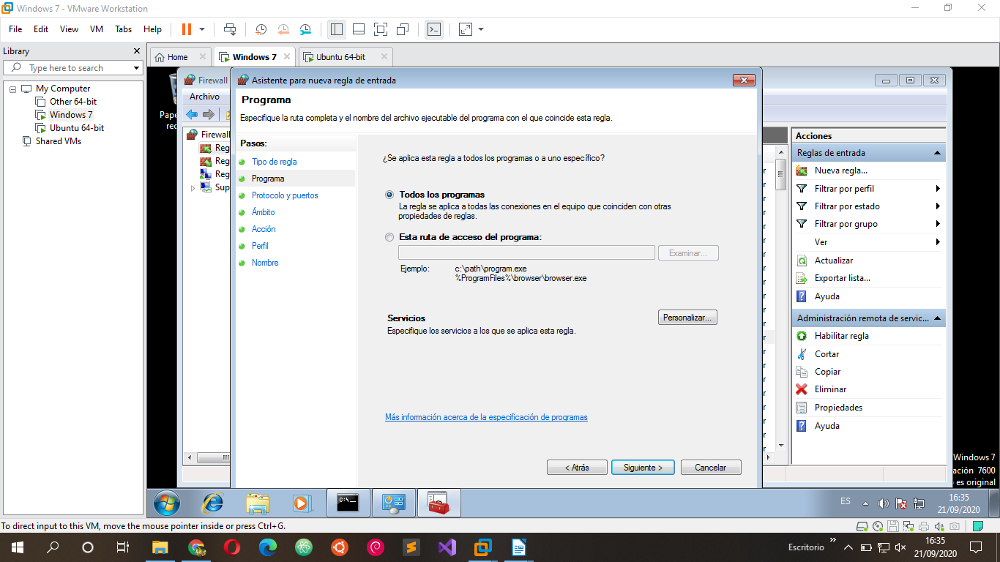 Windows 7 - VMware Workstation
File Edit View VM Tabs Help
Library
Type here to search
My Computer
Other 64-bit
Windows 7
Ubuntu 64-bit
Shared VMs
Home
Windows 7
Ubuntu 64-bit
Pape
rec
Firewall
Archivo
Firewall
Reg
Reg
Reg
Sup
Asistente para nueva regla de entrada
Programa
Especifique la ruta completa y el nombre del archivo ejecutable del programa con el que coincide esta regla.
Pasos:
Tipo de regla
Programa
Protocolo y puertos
Ámbito
Acción
Perfil
Nombre
¿Se aplica esta regla a todos los programas o a uno específico?
Todos los programas
La regla se aplica a todas las conexiones en el equipo que coinciden con otras
propiedades de reglas.
Esta ruta de acceso del programa:
Examinar...
Ejemplo: c:\path\program.exe
%ProgramFiles%\browser\browser.exe
Servicios
Personalizar...
Especifique los servicios a los que se aplica esta regla.
Más información acerca de la especificación de programas
< Atrás
Siguiente >
Cancelar
Acciones
Reglas de entrada
Nueva regla...
Filtrar por perfil
Filtrar por estado
Filtrar por grupo
Ver
Actualizar
Exportar lista...
Ayuda
Administración remota de servic...
Habilitar regla
Cortar
Copiar
Eliminar
Propiedades
Ayuda
Windows 7
ación 7600
es original
ES
16:35
21/09/2020
To direct input to this VM, move the mouse pointer inside or press Ctrl+G.
Escritorio
16:35
21/09/2020